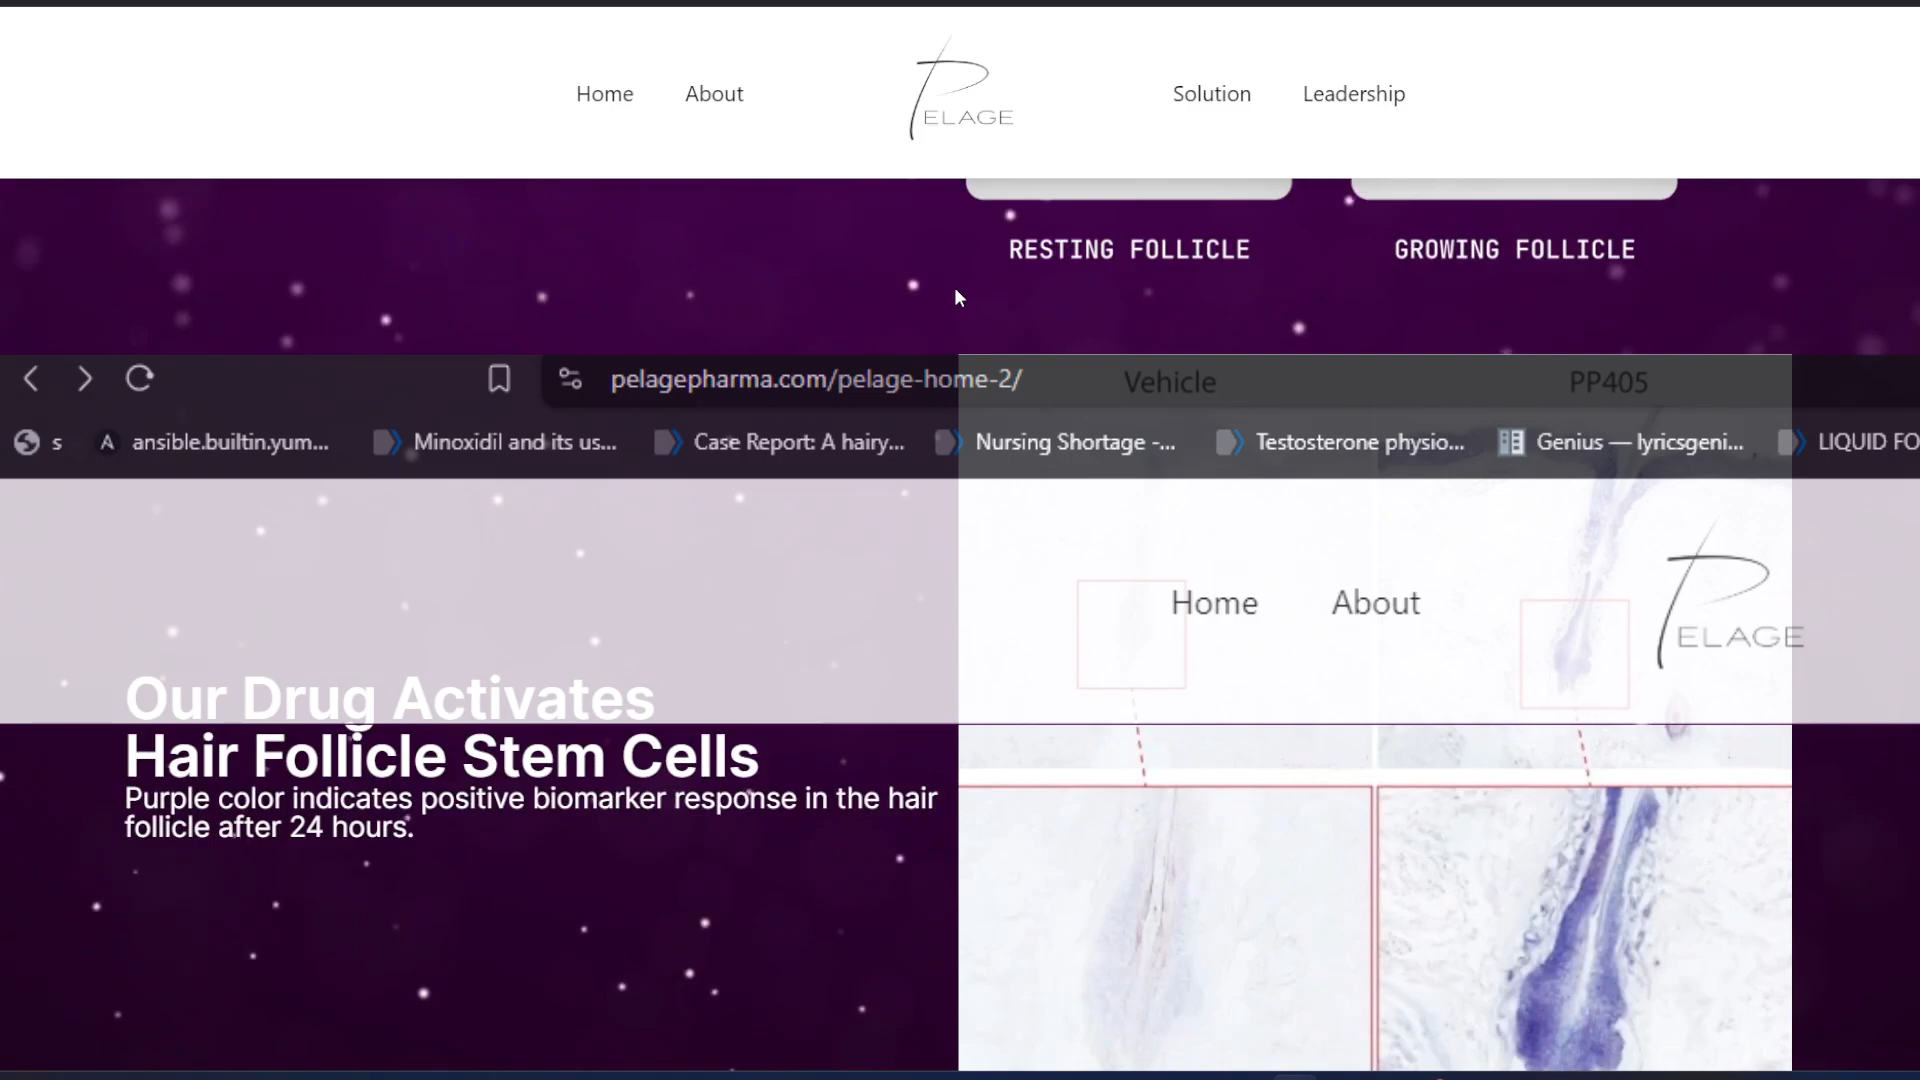 Home About PELAGE Solution Leadership
RESTING FOLLICLE GROWING FOLLICLE
pelagepharma.com/pelage-home-2/
Vehicle PP405
s A ansible.builtin.yum... Minoxidil and its us... Case Report: A hairy... Nursing Shortage -... Testosterone physio... Genius — lyricsgeni... LIQUID FO
Home About PELAGE
Our Drug Activates
Hair Follicle Stem Cells
Purple color indicates positive biomarker response in the hair
follicle after 24 hours.